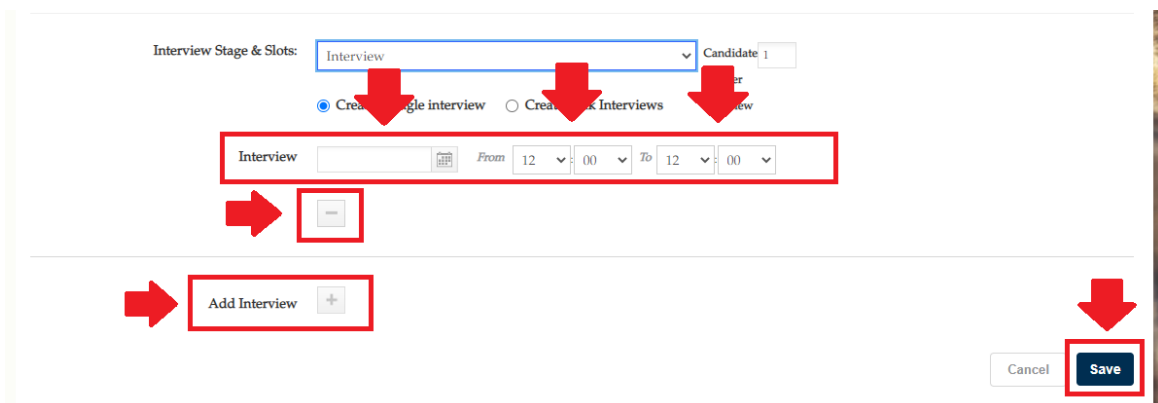 Interview Stage & Slots: Interview Candidate 1
interview Interviews
Interview From 12 : 00 To 12 : 00
Add Interview
Cancel Save